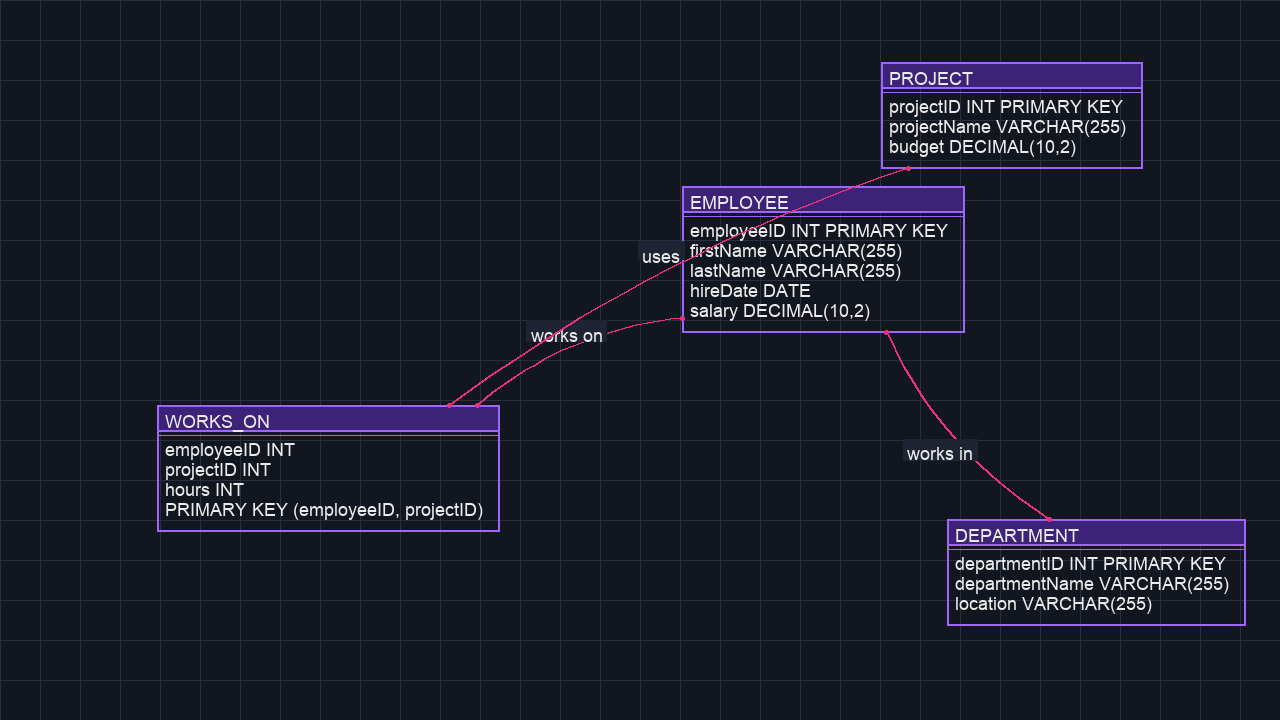 PROJECT
projectID INT PRIMARY KEY
projectName VARCHAR(255)
budget DECIMAL(10,2)
EMPLOYEE
employeeID INT PRIMARY KEY
firstName VARCHAR(255)
lastName VARCHAR(255)
hireDate DATE
salary DECIMAL(10,2)
uses
works on
WORKS_ON
employeeID INT
projectID INT
hours INT
PRIMARY KEY (employeeID, projectID)
works in
DEPARTMENT
departmentID INT PRIMARY KEY
departmentName VARCHAR(255)
location VARCHAR(255)